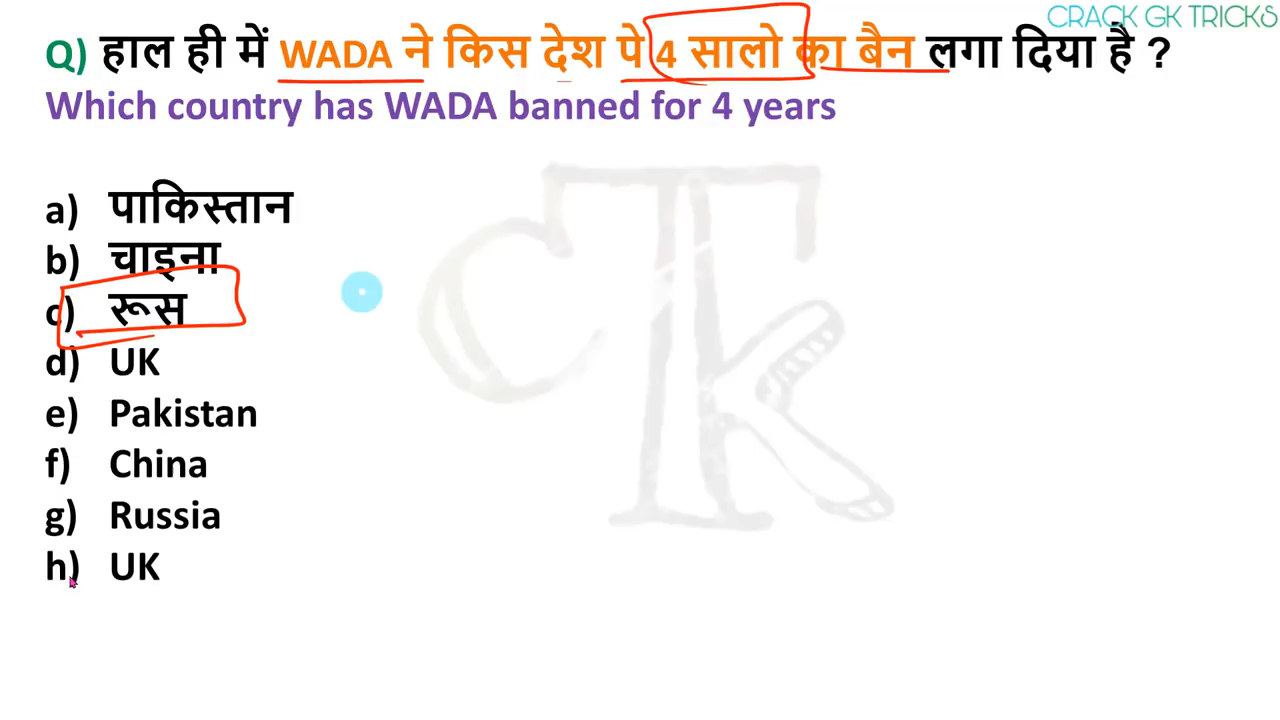 CRACK GK TRICKS
Q) हाल ही में WADA ने किस देश पे 4 सालो का बैन लगा दिया है ?
Which country has WADA banned for 4 years
a) पाकिस्तान
b) चाइना
c) रूस
d) UK
e) Pakistan
f) China
g) Russia
h) UK
CTK